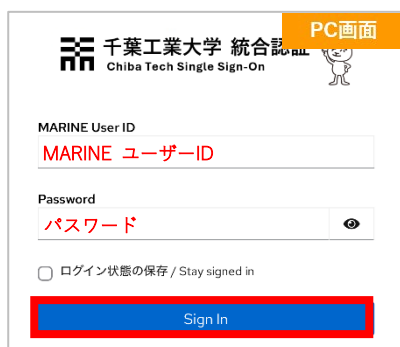 PC画面
千葉工業大学 統合認証
Chiba Tech Single Sign-On
MARINE User ID
MARINE ユーザーID
Password
パスワード
ログイン状態の保存 / Stay signed in
Sign In